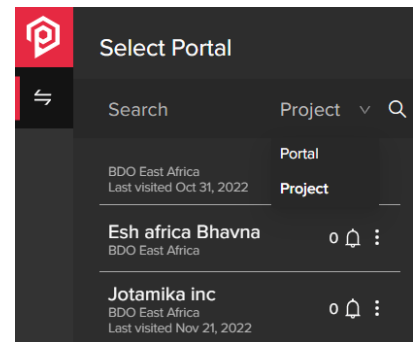 Select Portal
Search Project
Portal
Project
BDO East Africa
Last visited Oct 31, 2022
Esh africa Bhavna
BDO East Africa
0
Jotamika inc
BDO East Africa
Last visited Nov 21, 2022
0